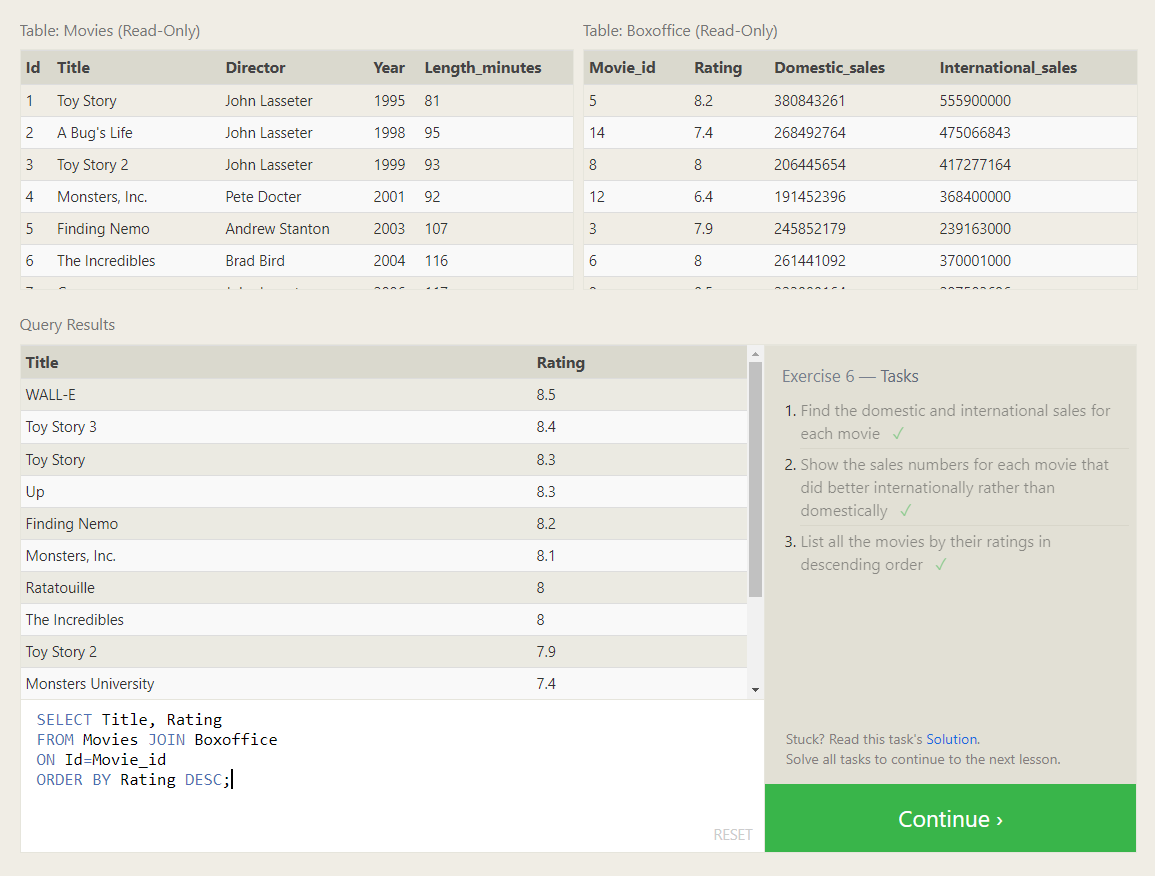 Table: Movies (Read-Only)
Id Title Director Year Length_minutes
1 Toy Story John Lasseter 1995 81
2 A Bug's Life John Lasseter 1998 95
3 Toy Story 2 John Lasseter 1999 93
4 Monsters, Inc. Pete Docter 2001 92
5 Finding Nemo Andrew Stanton 2003 107
6 The Incredibles Brad Bird 2004 116
Table: Boxoffice (Read-Only)
Movie_id Rating Domestic_sales International_sales
5 8.2 380843261 555900000
14 7.4 268492764 475066843
8 8 206445654 417277164
12 6.4 191452396 368400000
3 7.9 245852179 239163000
6 8 261441092 370001000
Query Results
Title Rating
WALL-E 8.5
Toy Story 3 8.4
Toy Story 8.3
Up 8.3
Finding Nemo 8.2
Monsters, Inc. 8.1
Ratatouille 8
The Incredibles 8
Toy Story 2 7.9
Monsters University 7.4
SELECT Title, Rating
FROM Movies JOIN Boxoffice
ON Id=Movie_id
ORDER BY Rating DESC;
RESET
Exercise 6 — Tasks
1. Find the domestic and international sales for
each movie ✓
2. Show the sales numbers for each movie that
did better internationally rather than
domestically ✓
3. List all the movies by their ratings in
descending order ✓
Stuck? Read this task's Solution.
Solve all tasks to continue to the next lesson.
Continue ›